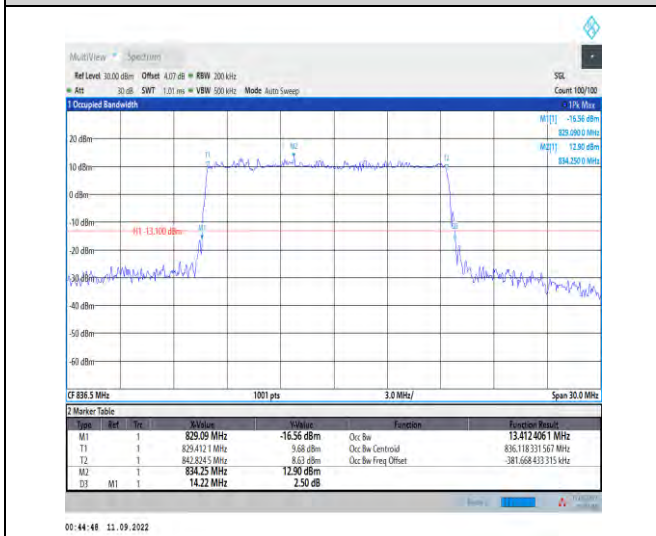 MultiView Spectrum
Ref Level 30.00 dBm Offset 4.07 dB RBW 200 kHz SGL
Att 30 dB SWT 1.01 ms VBW 500 kHz Mode Auto Sweep Count 100/100
1 Occupied Bandwidth 1Pk Max
M1[1] -16.56 dBm
829.0900 MHz
M2[1] 12.90 dBm
834.2500 MHz
20 dBm
T1 M2 T2
10 dBm
0 dBm
-10 dBm
H1 -13.100 dBm M1
-20 dBm
-30 dBm
-40 dBm
-50 dBm
-60 dBm
CF 836.5 MHz 1001 pts 3.0 MHz/ Span 30.0 MHz
2 Marker Table
Type Ref Trc X-Value Y-Value Function Function Result
M1 1 829.09 MHz -16.56 dBm Occ Bw 13.412 406 1 MHz
T1 1 829.412 1 MHz 9.68 dBm Occ Bw Centroid 836.118 331 567 MHz
T2 1 842.824 5 MHz 8.63 dBm Occ Bw Freq Offset -381.668 433 315 kHz
M2 1 834.25 MHz 12.90 dBm
D3 M1 1 14.22 MHz 2.50 dB
00:44:48 11.09.2022